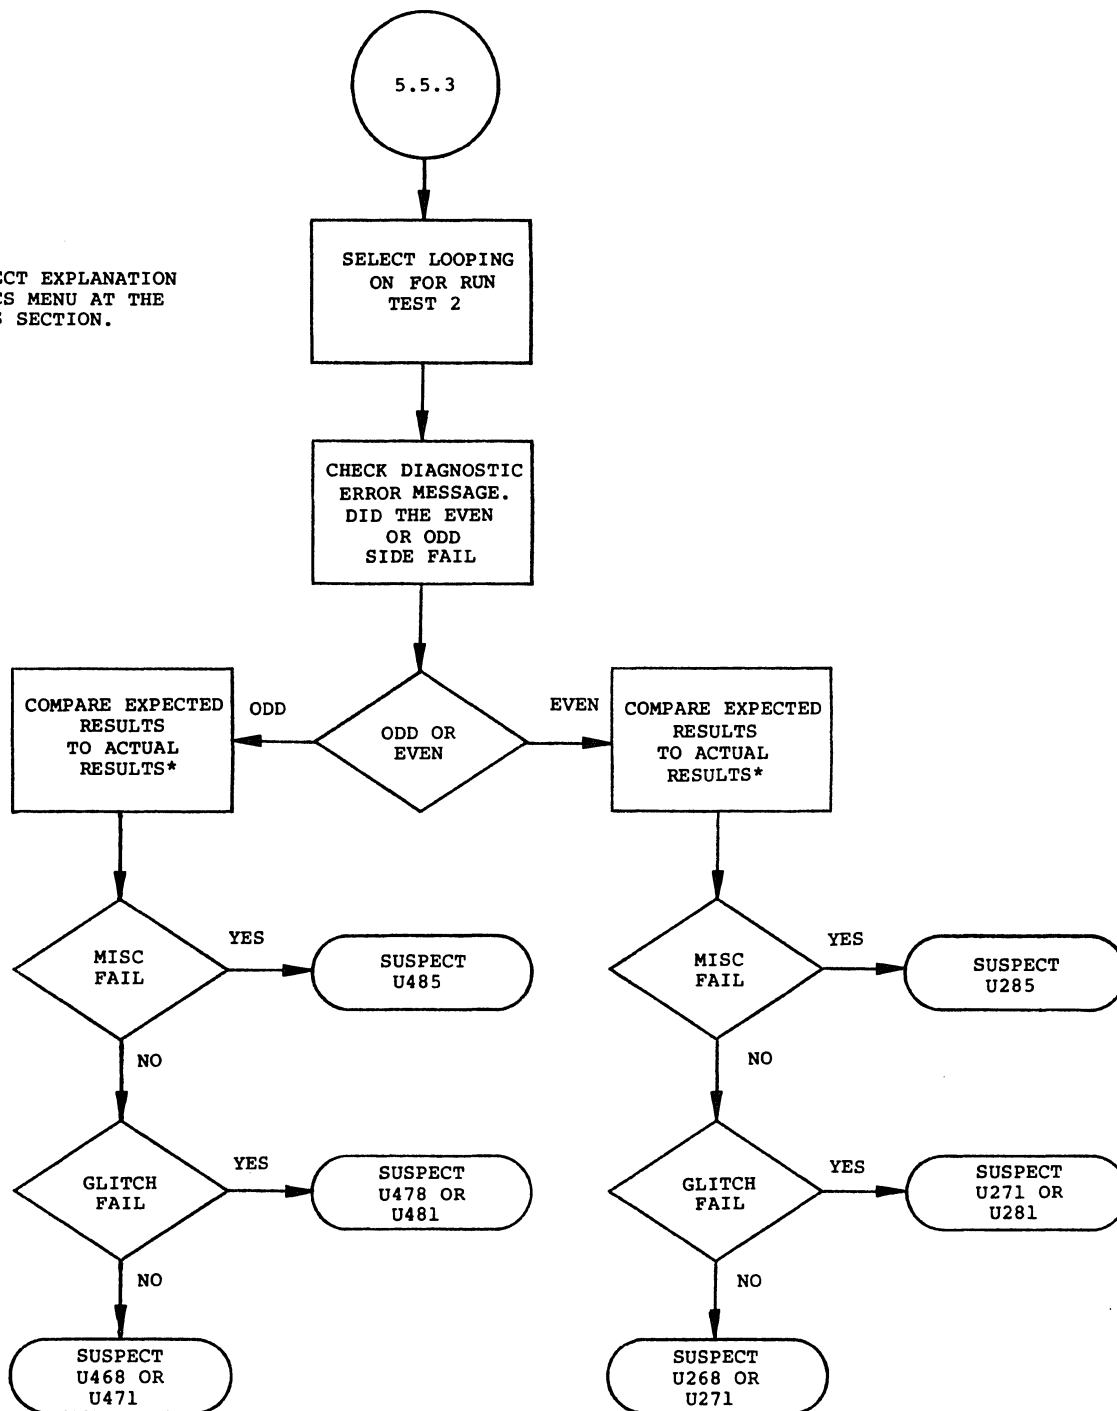 5.5.3
SELECT LOOPING
ON FOR RUN
TEST 2
ECT EXPLANATION
CS MENU AT THE
S SECTION.
CHECK DIAGNOSTIC
ERROR MESSAGE.
DID THE EVEN
OR ODD
SIDE FAIL
COMPARE EXPECTED
RESULTS
TO ACTUAL
RESULTS*
ODD
ODD OR
EVEN
EVEN
COMPARE EXPECTED
RESULTS
TO ACTUAL
RESULTS*
MISC
FAIL
YES
SUSPECT
U485
MISC
FAIL
YES
SUSPECT
U285
NO
NO
GLITCH
FAIL
YES
SUSPECT
U478 OR
U481
GLITCH
FAIL
YES
SUSPECT
U271 OR
U281
NO
NO
SUSPECT
U468 OR
U471
SUSPECT
U268 OR
U271